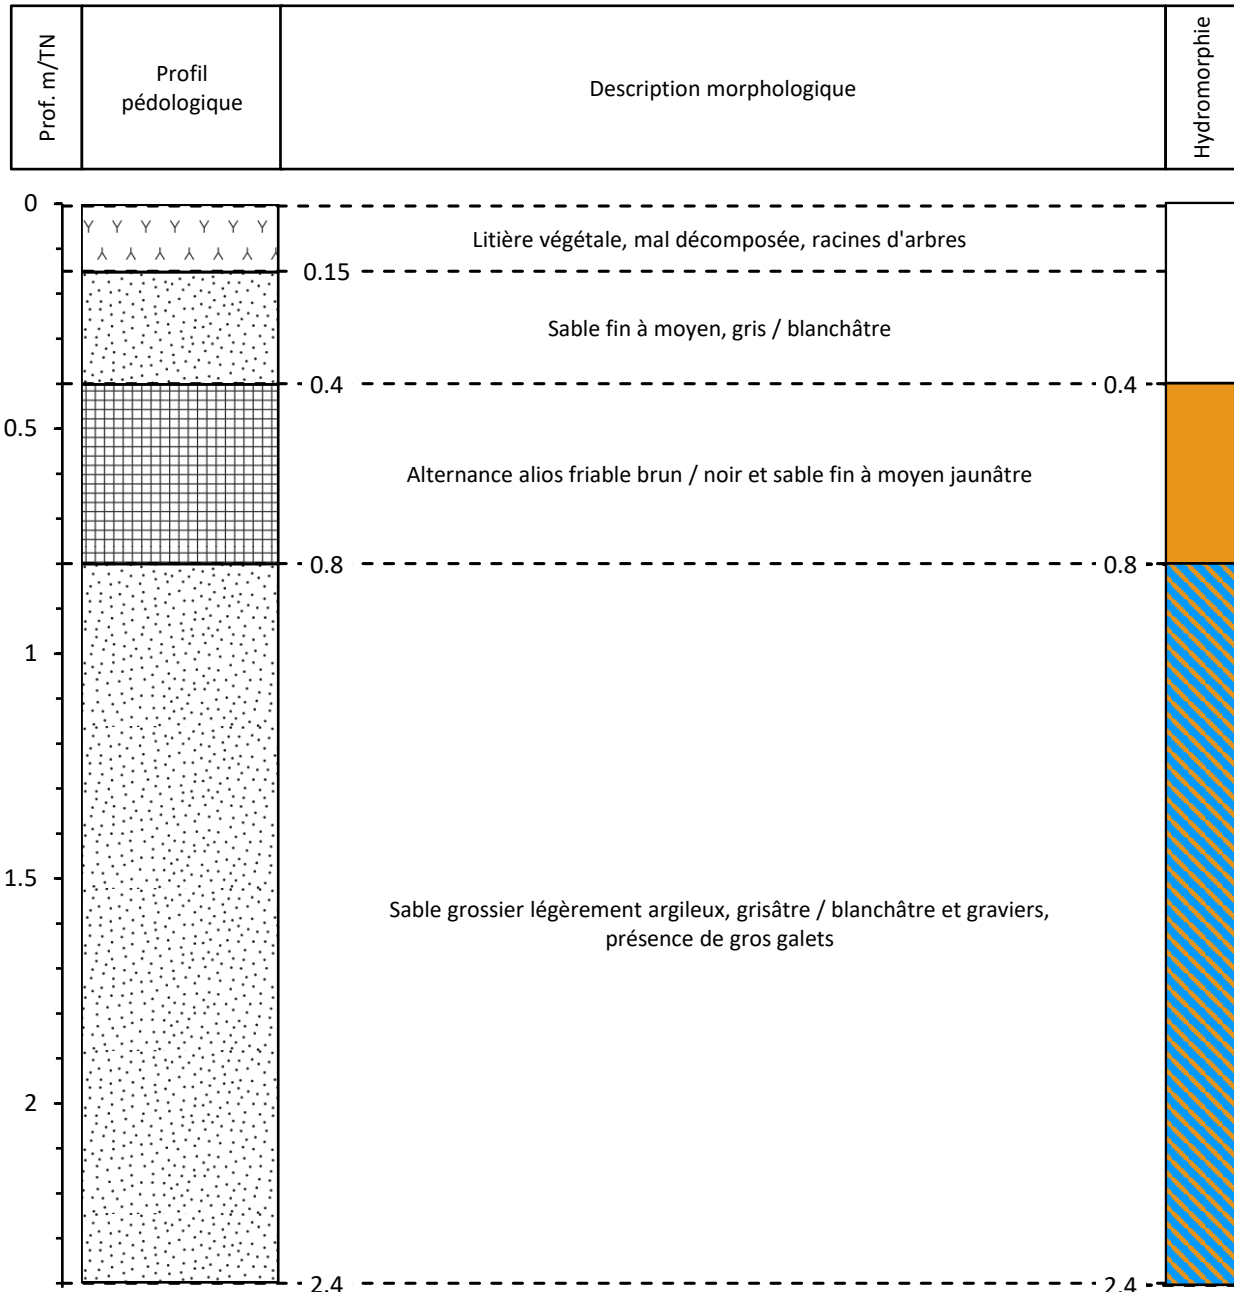 Prof. m/TN
Profil
pédologique
Description morphologique
Hydromorphie
0
Litière végétale, mal décomposée, racines d'arbres
0.15
Sable fin à moyen, gris / blanchâtre
0.4
0.4
0.5
Alternance alios friable brun / noir et sable fin à moyen jaunâtre
0.8
0.8
1
1.5
Sable grossier légèrement argileux, grisâtre / blanchâtre et graviers,
présence de gros galets
2
2.4
2.4